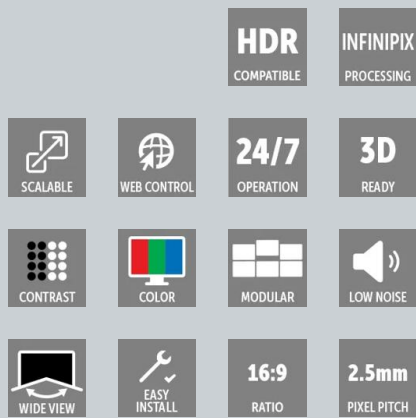 HDR
COMPATIBLE
INFINIPIX
PROCESSING
SCALABLE
WEB CONTROL
24/7
OPERATION
3D
READY
CONTRAST
COLOR
MODULAR
LOW NOISE
WIDE VIEW
EASY
INSTALL
16:9
RATIO
2.5mm
PIXEL PITCH